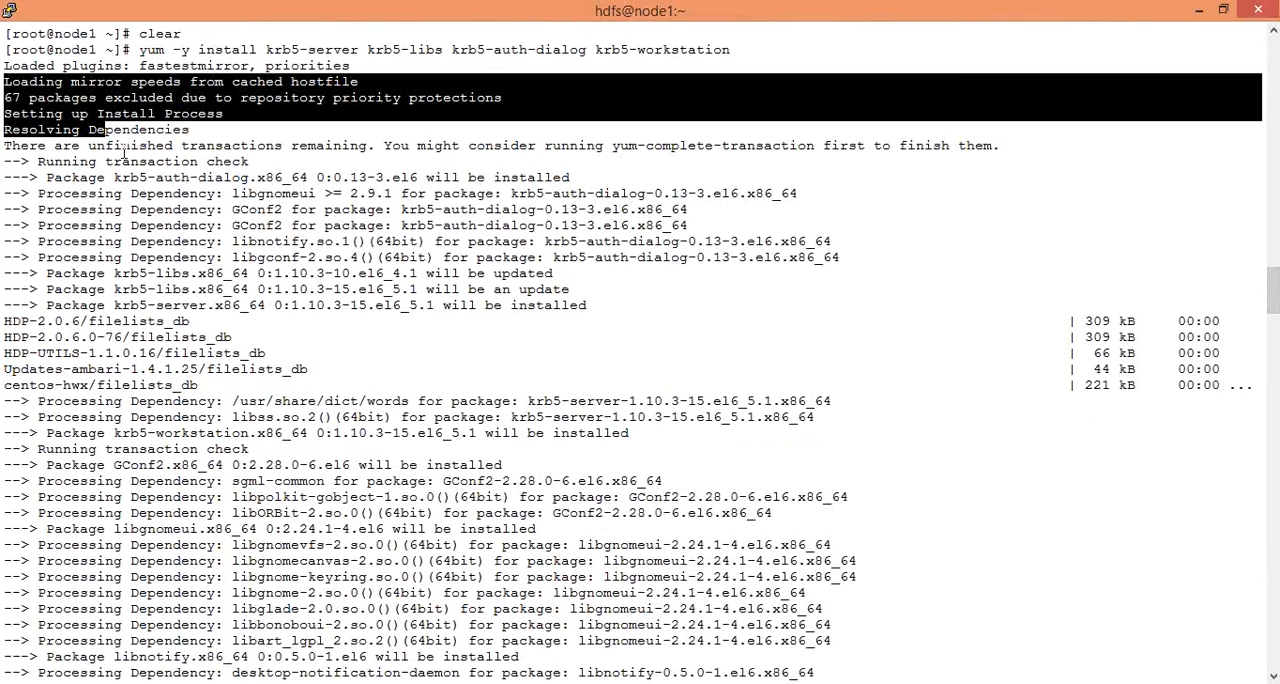 hdfs@node1:~
[root@node1 ~]# clear
[root@node1 ~]# yum -y install krb5-server krb5-libs krb5-auth-dialog krb5-workstation
Loaded plugins: fastestmirror, priorities
Loading mirror speeds from cached hostfile
67 packages excluded due to repository priority protections
Setting up Install Process
Resolving Dependencies
There are unfinished transactions remaining. You might consider running yum-complete-transaction first to finish them.
--> Running transaction check
---> Package krb5-auth-dialog.x86_64 0:0.13-3.el6 will be installed
--> Processing Dependency: libgnomeui >= 2.9.1 for package: krb5-auth-dialog-0.13-3.el6.x86_64
--> Processing Dependency: GConf2 for package: krb5-auth-dialog-0.13-3.el6.x86_64
--> Processing Dependency: GConf2 for package: krb5-auth-dialog-0.13-3.el6.x86_64
--> Processing Dependency: libnotify.so.1()(64bit) for package: krb5-auth-dialog-0.13-3.el6.x86_64
--> Processing Dependency: libgconf-2.so.4()(64bit) for package: krb5-auth-dialog-0.13-3.el6.x86_64
---> Package krb5-libs.x86_64 0:1.10.3-10.el6_4.1 will be updated
---> Package krb5-libs.x86_64 0:1.10.3-15.el6_5.1 will be an update
---> Package krb5-server.x86_64 0:1.10.3-15.el6_5.1 will be installed
HDP-2.0.6/filelists_db | 309 kB 00:00
HDP-2.0.6.0-76/filelists_db | 309 kB 00:00
HDP-UTILS-1.1.0.16/filelists_db | 66 kB 00:00
Updates-ambari-1.4.1.25/filelists_db | 44 kB 00:00
centos-hwx/filelists_db | 221 kB 00:00 ...
--> Processing Dependency: /usr/share/dict/words for package: krb5-server-1.10.3-15.el6_5.1.x86_64
--> Processing Dependency: libss.so.2()(64bit) for package: krb5-server-1.10.3-15.el6_5.1.x86_64
---> Package krb5-workstation.x86_64 0:1.10.3-15.el6_5.1 will be installed
--> Running transaction check
---> Package GConf2.x86_64 0:2.28.0-6.el6 will be installed
--> Processing Dependency: sgml-common for package: GConf2-2.28.0-6.el6.x86_64
--> Processing Dependency: libpolkit-gobject-1.so.0()(64bit) for package: GConf2-2.28.0-6.el6.x86_64
--> Processing Dependency: libORBit-2.so.0()(64bit) for package: GConf2-2.28.0-6.el6.x86_64
---> Package libgnomeui.x86_64 0:2.24.1-4.el6 will be installed
--> Processing Dependency: libgnomevfs-2.so.0()(64bit) for package: libgnomeui-2.24.1-4.el6.x86_64
--> Processing Dependency: libgnomecanvas-2.so.0()(64bit) for package: libgnomeui-2.24.1-4.el6.x86_64
--> Processing Dependency: libgnome-keyring.so.0()(64bit) for package: libgnomeui-2.24.1-4.el6.x86_64
--> Processing Dependency: libgnome-2.so.0()(64bit) for package: libgnomeui-2.24.1-4.el6.x86_64
--> Processing Dependency: libglade-2.0.so.0()(64bit) for package: libgnomeui-2.24.1-4.el6.x86_64
--> Processing Dependency: libbonoboui-2.so.0()(64bit) for package: libgnomeui-2.24.1-4.el6.x86_64
--> Processing Dependency: libart_lgpl_2.so.2()(64bit) for package: libgnomeui-2.24.1-4.el6.x86_64
---> Package libnotify.x86_64 0:0.5.0-1.el6 will be installed
--> Processing Dependency: desktop-notification-daemon for package: libnotify-0.5.0-1.el6.x86_64